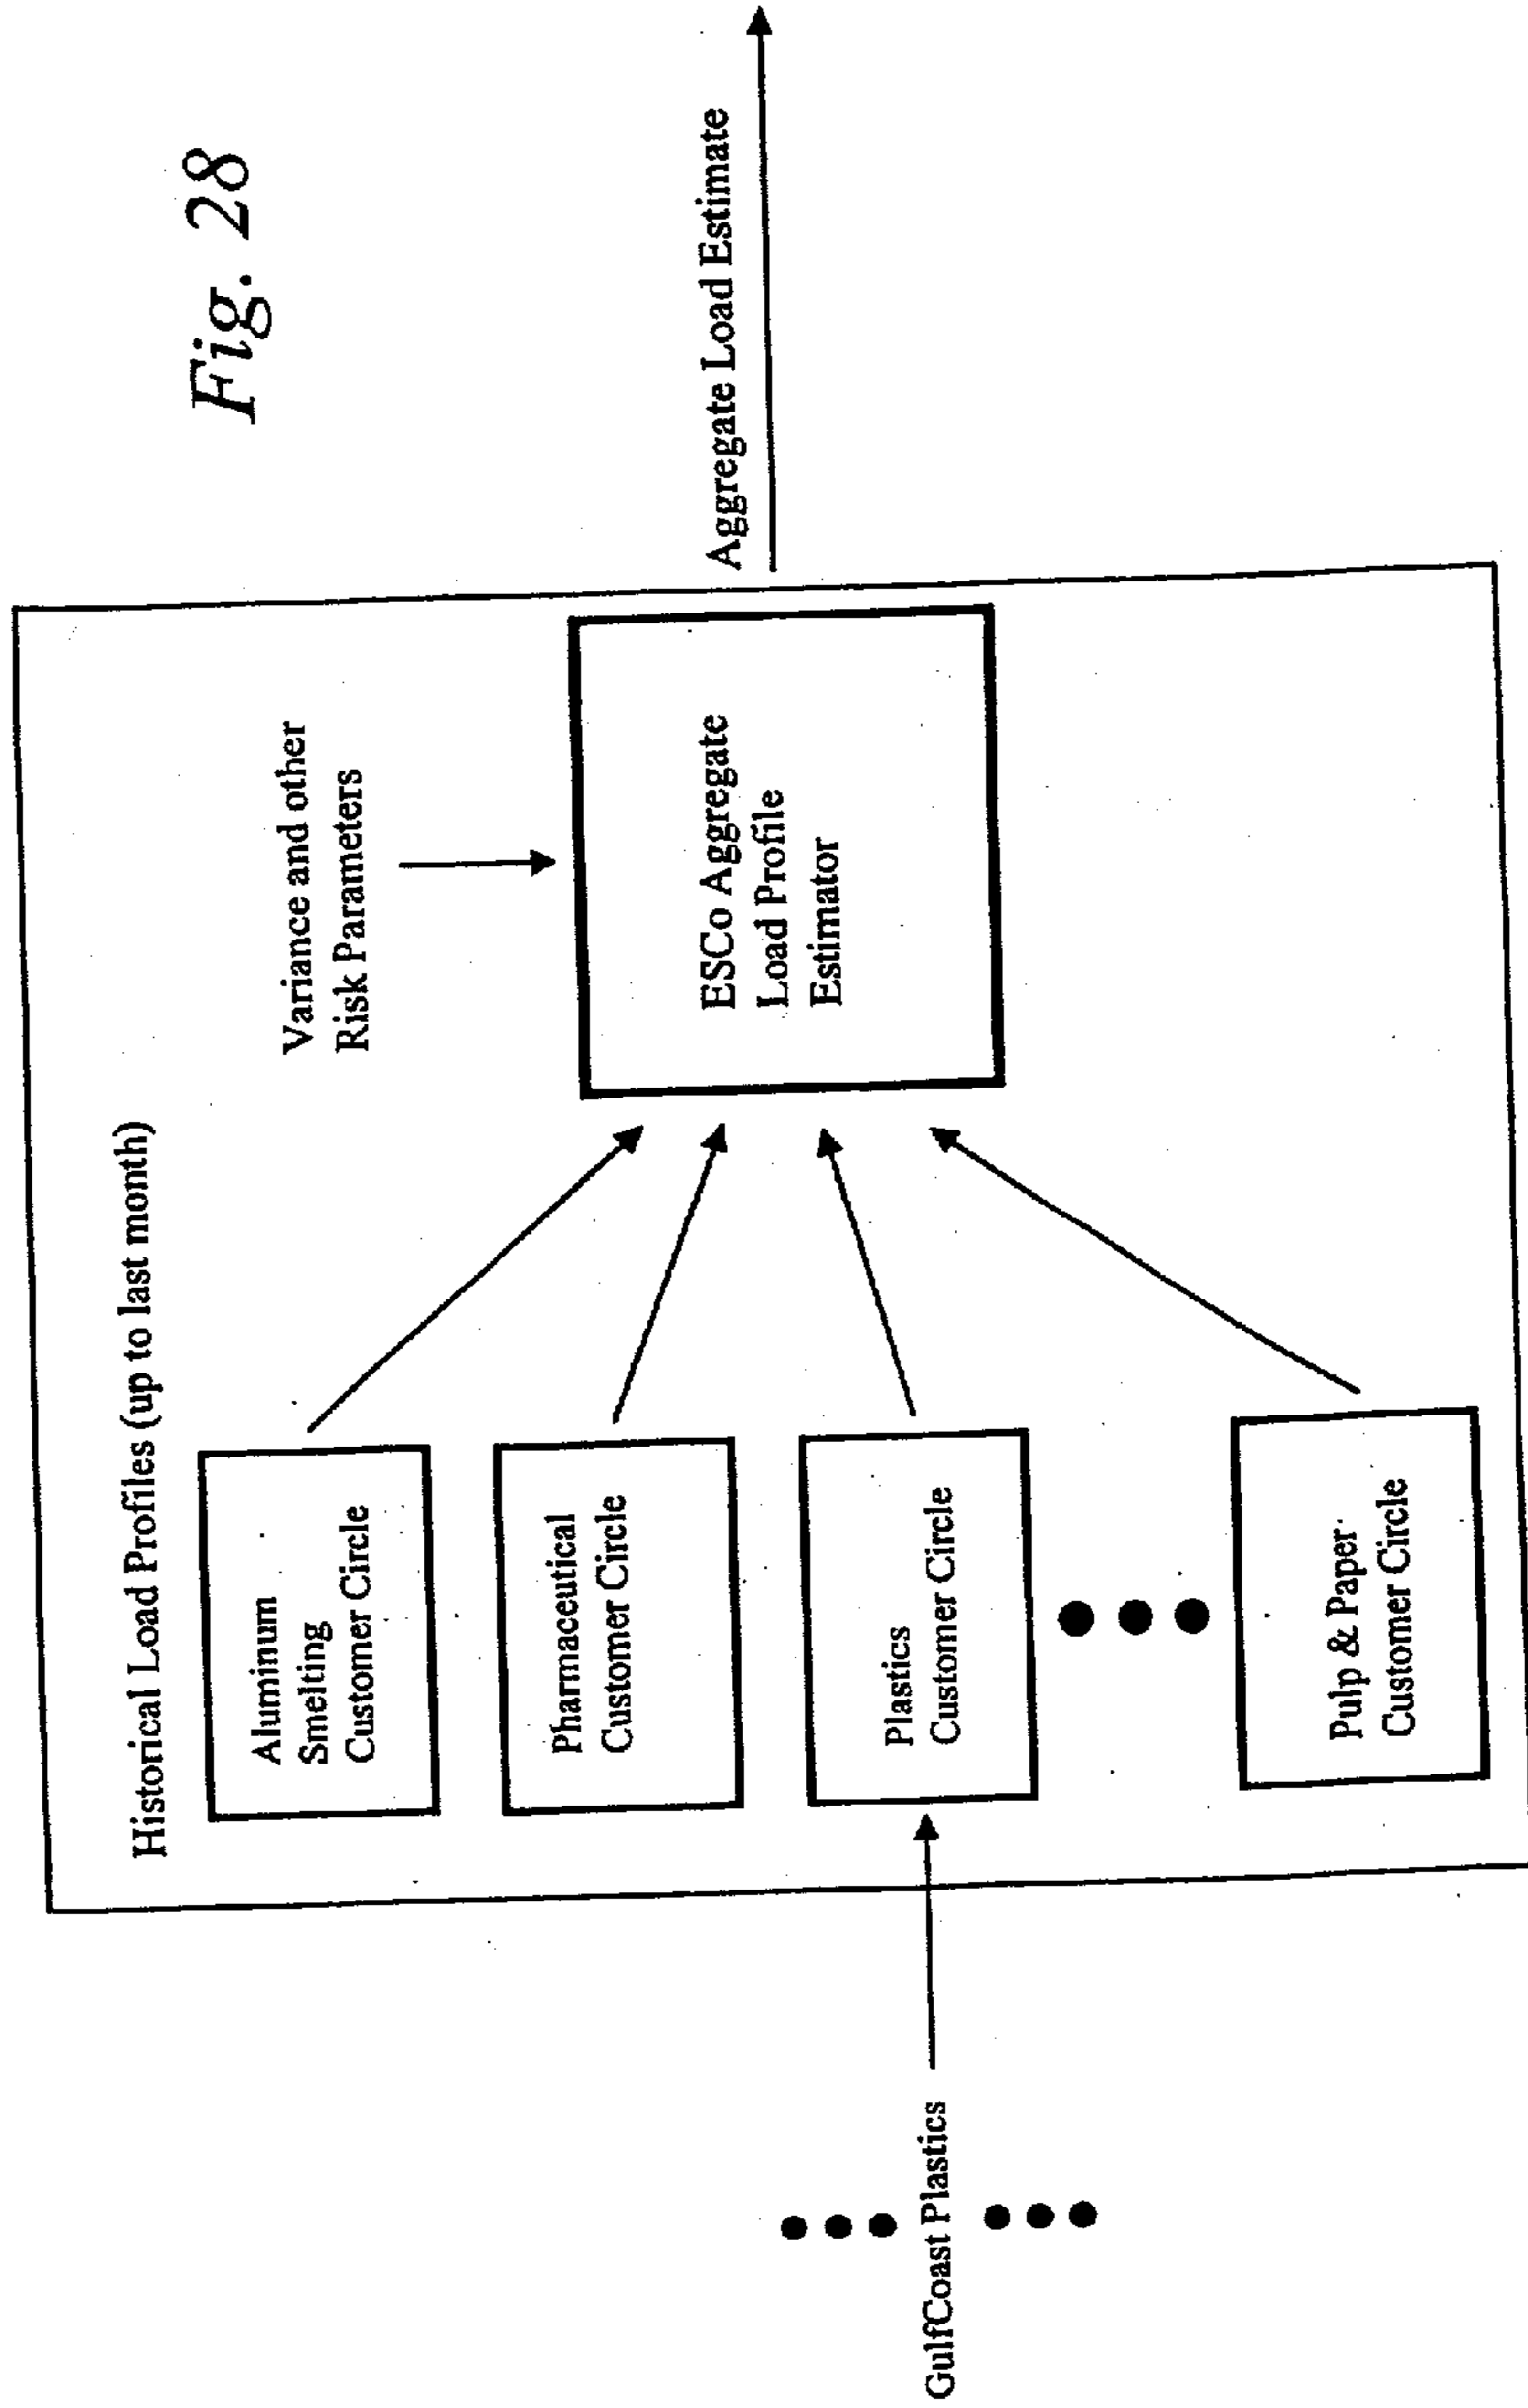 Fig. 28
Historical Load Profiles (up to last month)
Variance and other
Risk Parameters
Aluminum
Smelting
Customer Circle
Pharmaceutical
Customer Circle
Plastics
Customer Circle
Pulp & Paper
Customer Circle
ESCo Aggregate
Load Profile
Estimator
Aggregate Load Estimate
GulfCoast Plastics